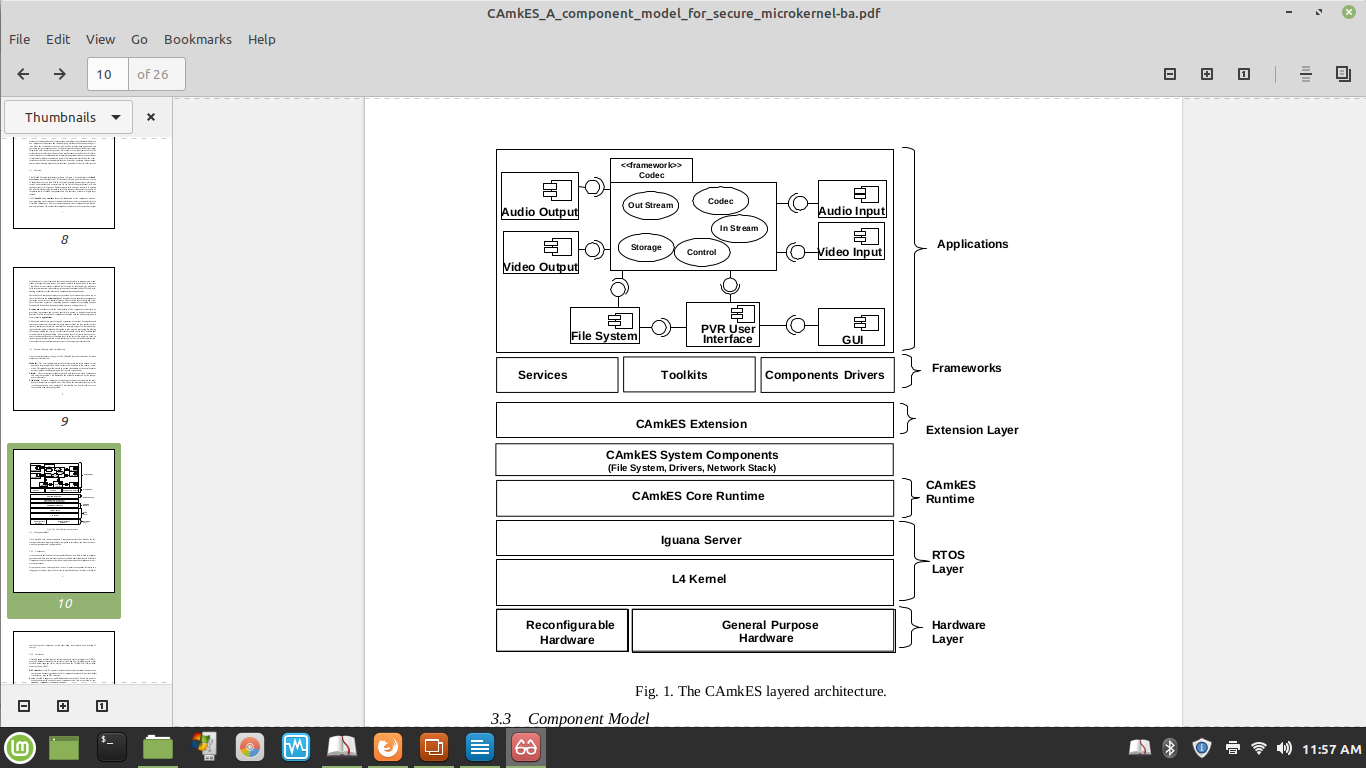 CAmkES_A_component_model_for_secure_microkernel-ba.pdf
File Edit View Go Bookmarks Help
10 of 26
Thumbnails
8
9
10
<<framework>>
Codec
Audio Output
Out Stream
Codec
In Stream
Storage
Control
Audio Input
Video Output
Video Input
File System
PVR User
Interface
GUI
Applications
Services
Toolkits
Components Drivers
Frameworks
CAmkES Extension
Extension Layer
CAmkES System Components
(File System, Drivers, Network Stack)
CAmkES Core Runtime
CAmkES
Runtime
Iguana Server
L4 Kernel
RTOS
Layer
Reconfigurable
Hardware
General Purpose
Hardware
Hardware
Layer
Fig. 1. The CAmkES layered architecture.
3.3 Component Model
11:57 AM